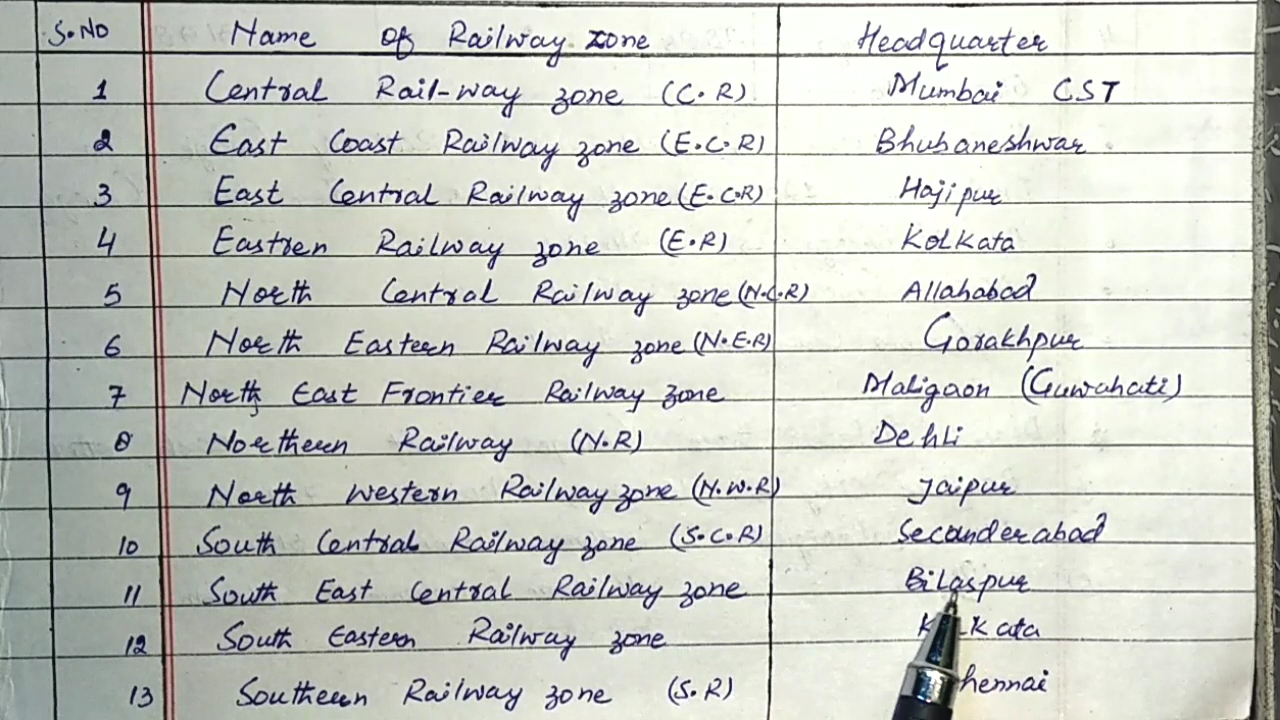 S.No Name of Railway zone Headquarter
1 Central Rail-way zone (C.R) Mumbai CST
2 East Coast Railway zone (E.C.R) Bhubaneshwar
3 East Central Railway zone (E.C.R) Hajipur
4 Eastren Railway zone (E.R) Kolkata
5 North Central Railway zone (N.C.R) Allahabad
6 North Eastern Railway zone (N.E.R) Gorakhpur
7 North East Frontier Railway zone Maligaon (Guwahati)
8 Northern Railway (N.R) Dehli
9 North Western Railway zone (N.W.R) Jaipur
10 South Central Railway zone (S.C.R) Secanderabad
11 South East Central Railway zone Bilaspur
12 South Eastern Railway zone
13 Southern Railway zone (S.R)